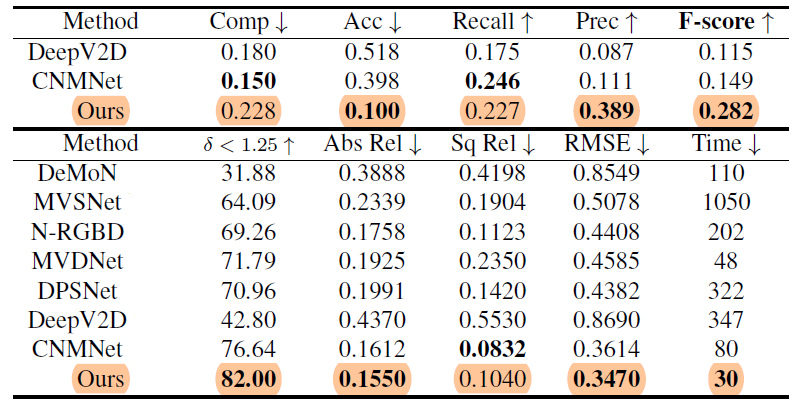 Method Comp ↓ Acc ↓ Recall ↑ Prec ↑ F-score ↑
DeepV2D 0.180 0.518 0.175 0.087 0.115
CNMNet 0.150 0.398 0.246 0.111 0.149
Ours 0.228 0.100 0.227 0.389 0.282
Method δ < 1.25 ↑ Abs Rel ↓ Sq Rel ↓ RMSE ↓ Time ↓
DeMoN 31.88 0.3888 0.4198 0.8549 110
MVSNet 64.09 0.2339 0.1904 0.5078 1050
N-RGBD 69.26 0.1758 0.1123 0.4408 202
MVDNet 71.79 0.1925 0.2350 0.4585 48
DPSNet 70.96 0.1991 0.1420 0.4382 322
DeepV2D 42.80 0.4370 0.5530 0.8690 347
CNMNet 76.64 0.1612 0.0832 0.3614 80
Ours 82.00 0.1550 0.1040 0.3470 30